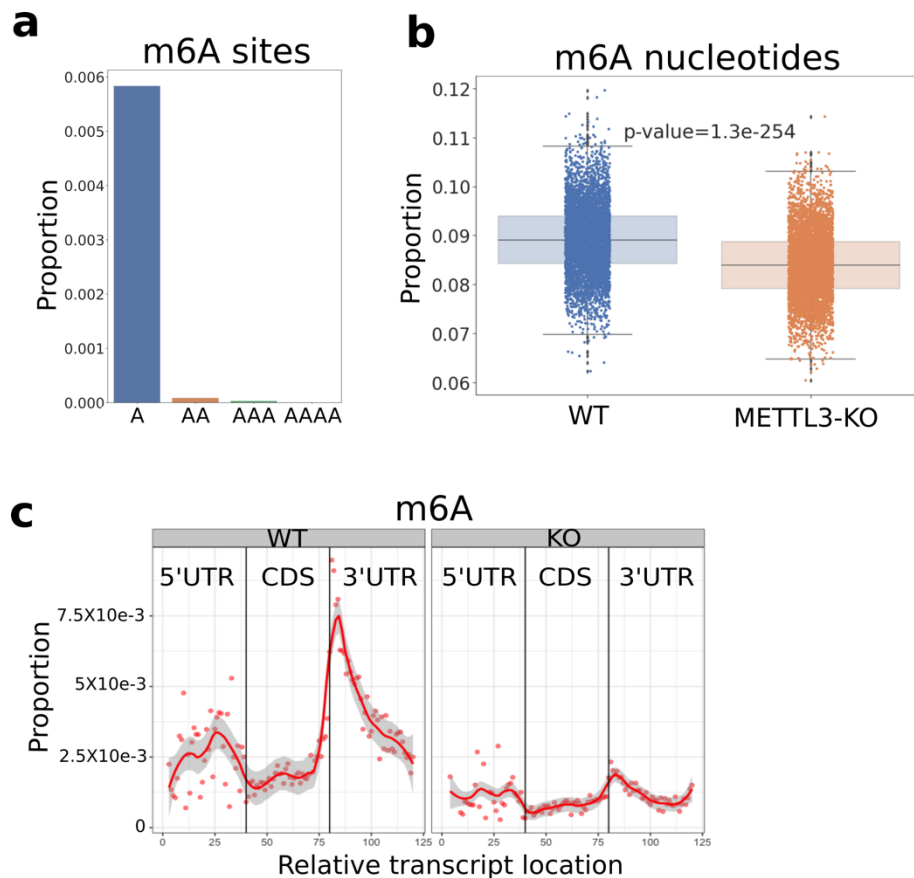 a
m6A sites
Proportion
0.006
0.005
0.004
0.003
0.002
0.001
0.000
A AA AAA AAAA
b
m6A nucleotides
Proportion
0.12
0.11
0.10
0.09
0.08
0.07
0.06
p-value=1.3e-254
WT METTL3-KO
c
m6A
WT KO
5'UTR CDS 3'UTR 5'UTR CDS 3'UTR
Proportion
7.5X10e-3
5X10e-3
2.5X10e-3
0
0 25 50 75 100 125 0 25 50 75 100 125
Relative transcript location